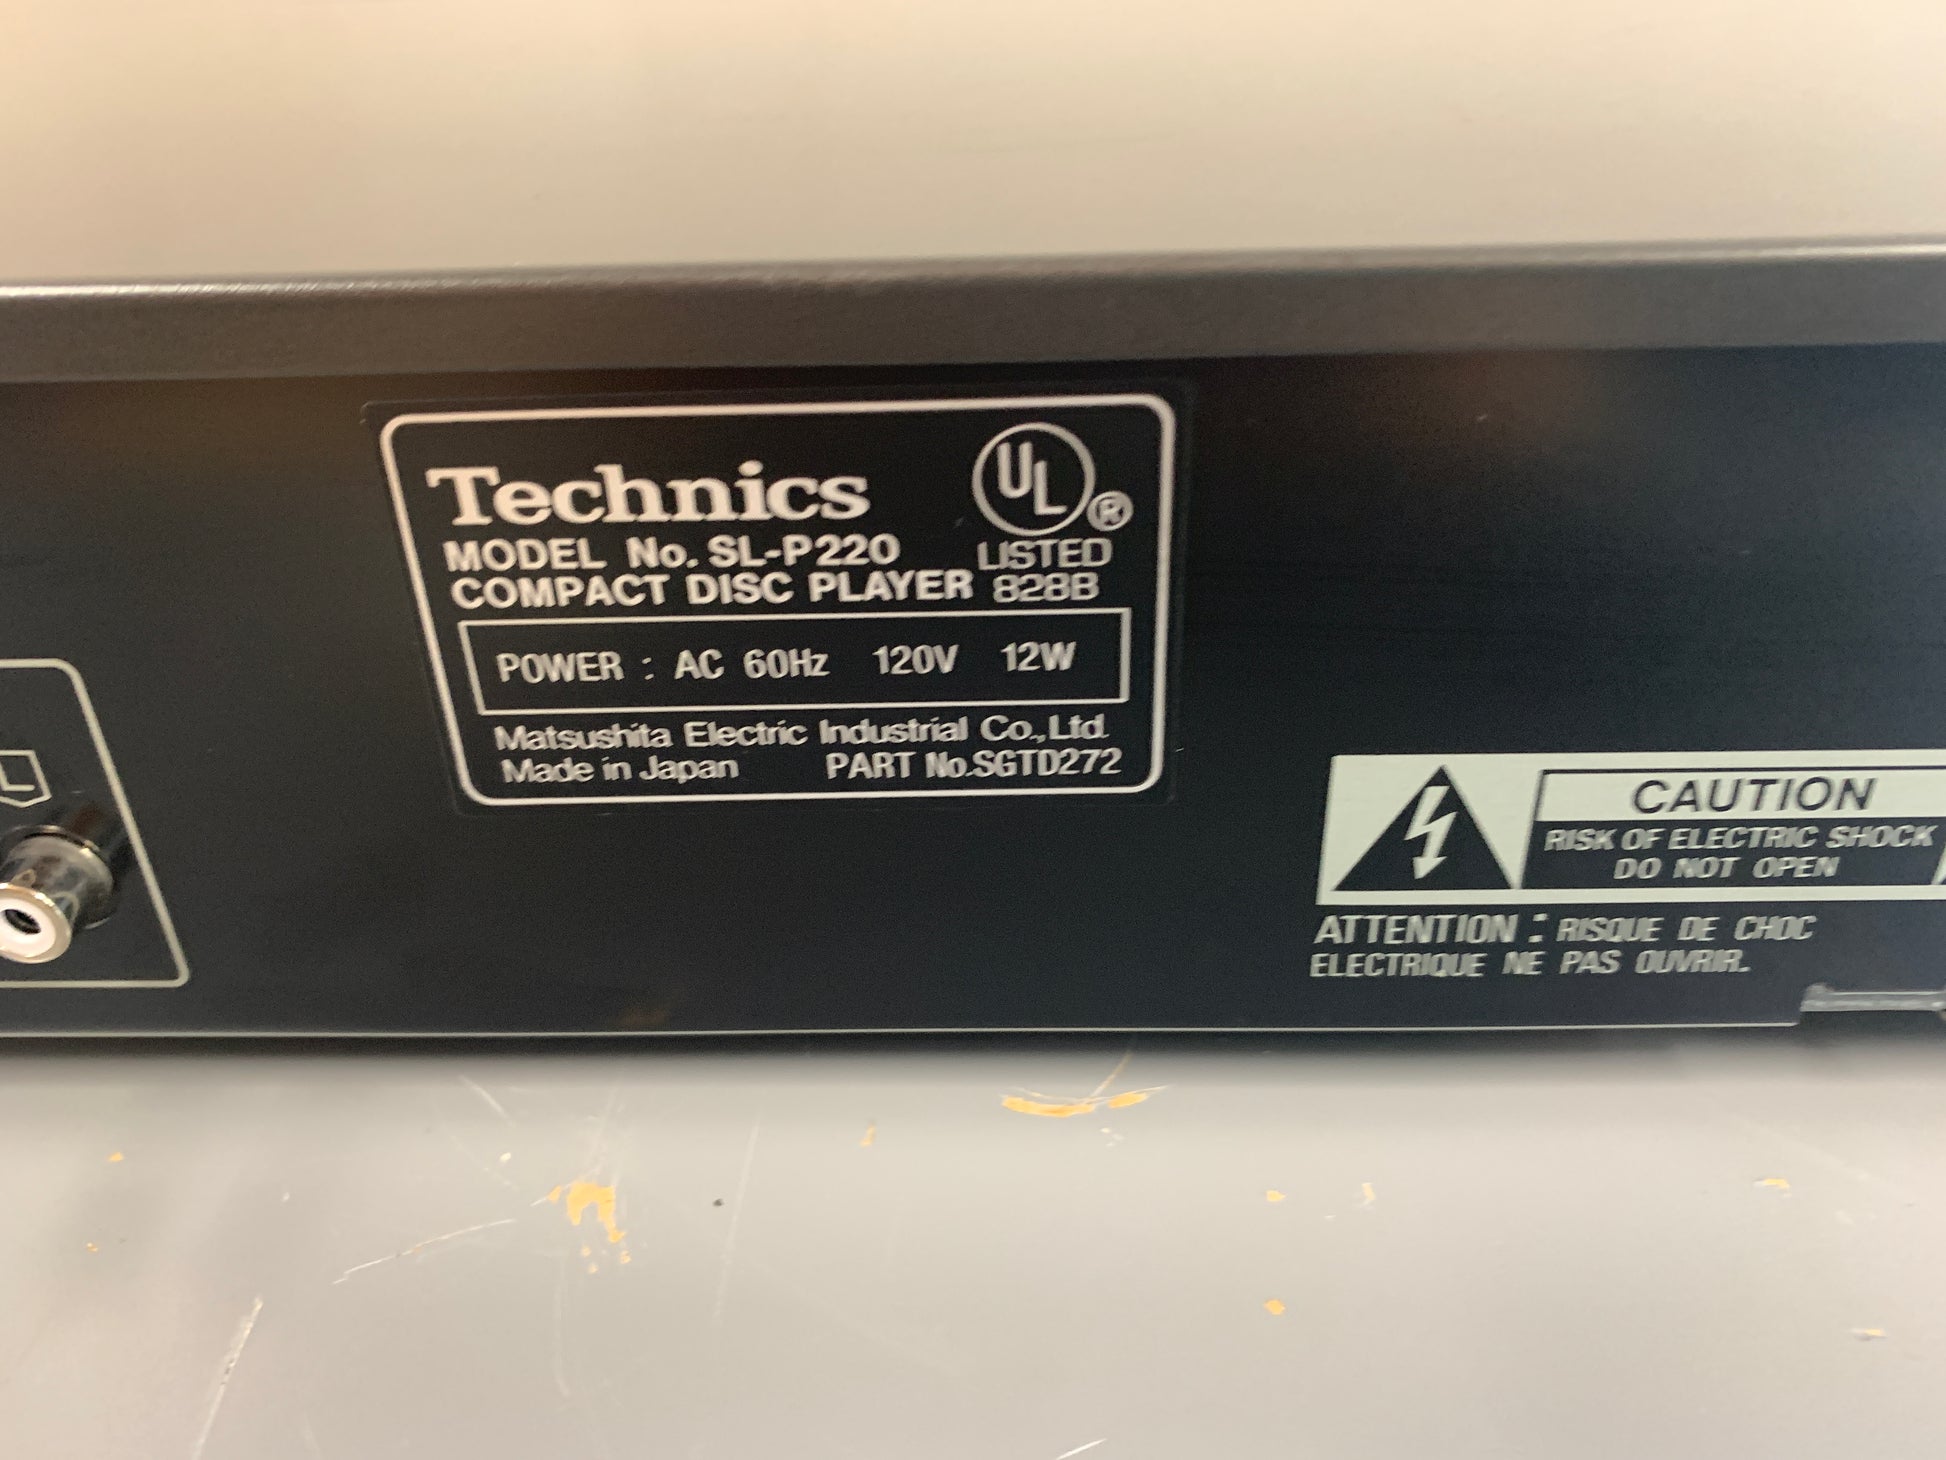 Technics
UL ®
MODEL No. SL-P220 LISTED
COMPACT DISC PLAYER 828B
POWER : AC 60Hz 120V 12W
Matsushita Electric Industrial Co., Ltd.
Made in Japan PART No. SGTD272
L
CAUTION
RISK OF ELECTRIC SHOCK
DO NOT OPEN
ATTENTION : RISQUE DE CHOC
ELECTRIQUE NE PAS OUVRIR.